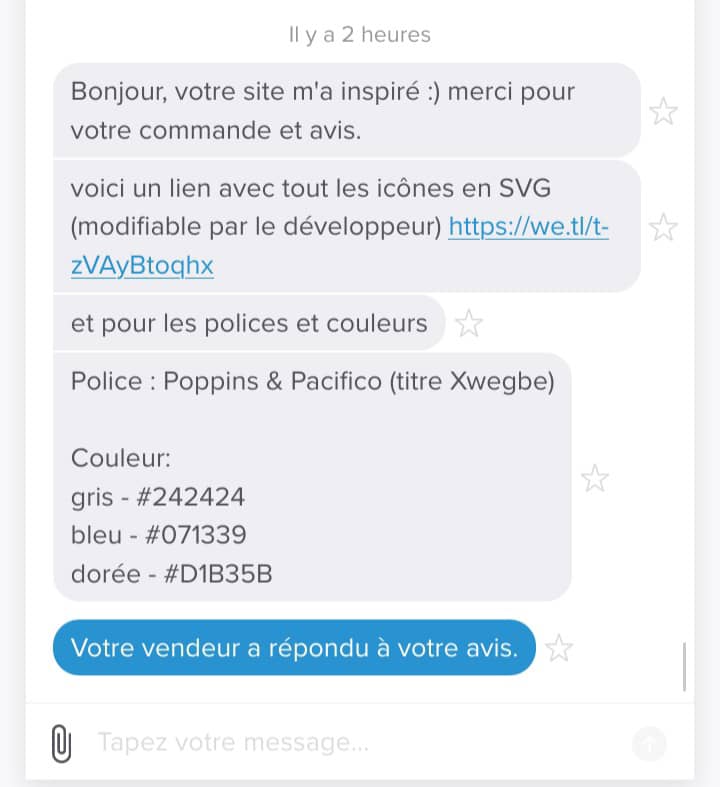 Il y a 2 heures
Bonjour, votre site m'a inspiré :) merci pour
votre commande et avis.
voici un lien avec tout les icônes en SVG
(modifiable par le développeur) https://we.tl/t-
zVAyBtoqhx
et pour les polices et couleurs
Police : Poppins & Pacifico (titre Xwegbe)
Couleur:
gris - #242424
bleu - #071339
dorée - #D1B35B
Votre vendeur a répondu à votre avis.
Tapez votre message...